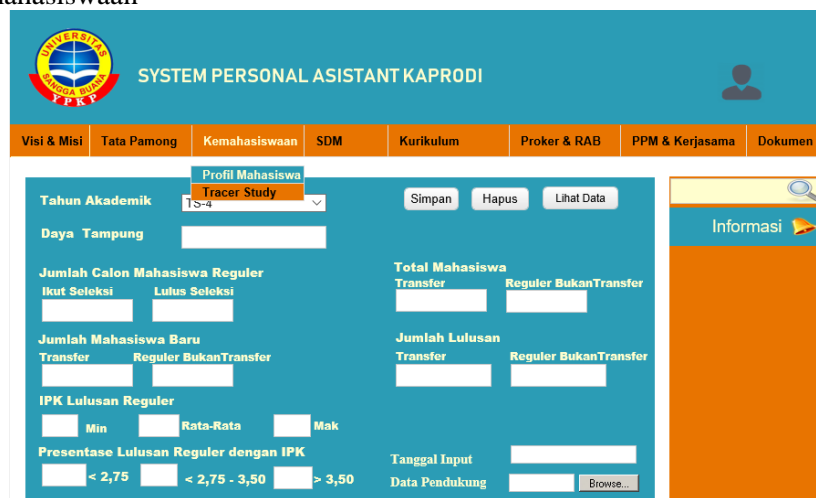 mahasiswaan
UNIVERSITAS
SANGGA BUANA
YPKP
SYSTEM PERSONAL ASISTANT KAPRODI
Visi & Misi Tata Pamong Kemahasiswaan SDM Kurikulum Proker & RAB PPM & Kerjasama Dokumen
Profil Mahasiswa
Tracer Study
Tahun Akademik TS-4 Simpan Hapus Lihat Data
Informasi
Daya Tampung
Jumlah Calon Mahasiswa Reguler
Ikut Seleksi Lulus Seleksi
Total Mahasiswa
Transfer Reguler BukanTransfer
Jumlah Mahasiswa Baru
Transfer Reguler BukanTransfer
Jumlah Lulusan
Transfer Reguler BukanTransfer
IPK Lulusan Reguler
Min Rata-Rata Mak
Presentase Lulusan Reguler dengan IPK
< 2,75 < 2,75 - 3,50 > 3,50
Tanggal Input
Data Pendukung Browse...